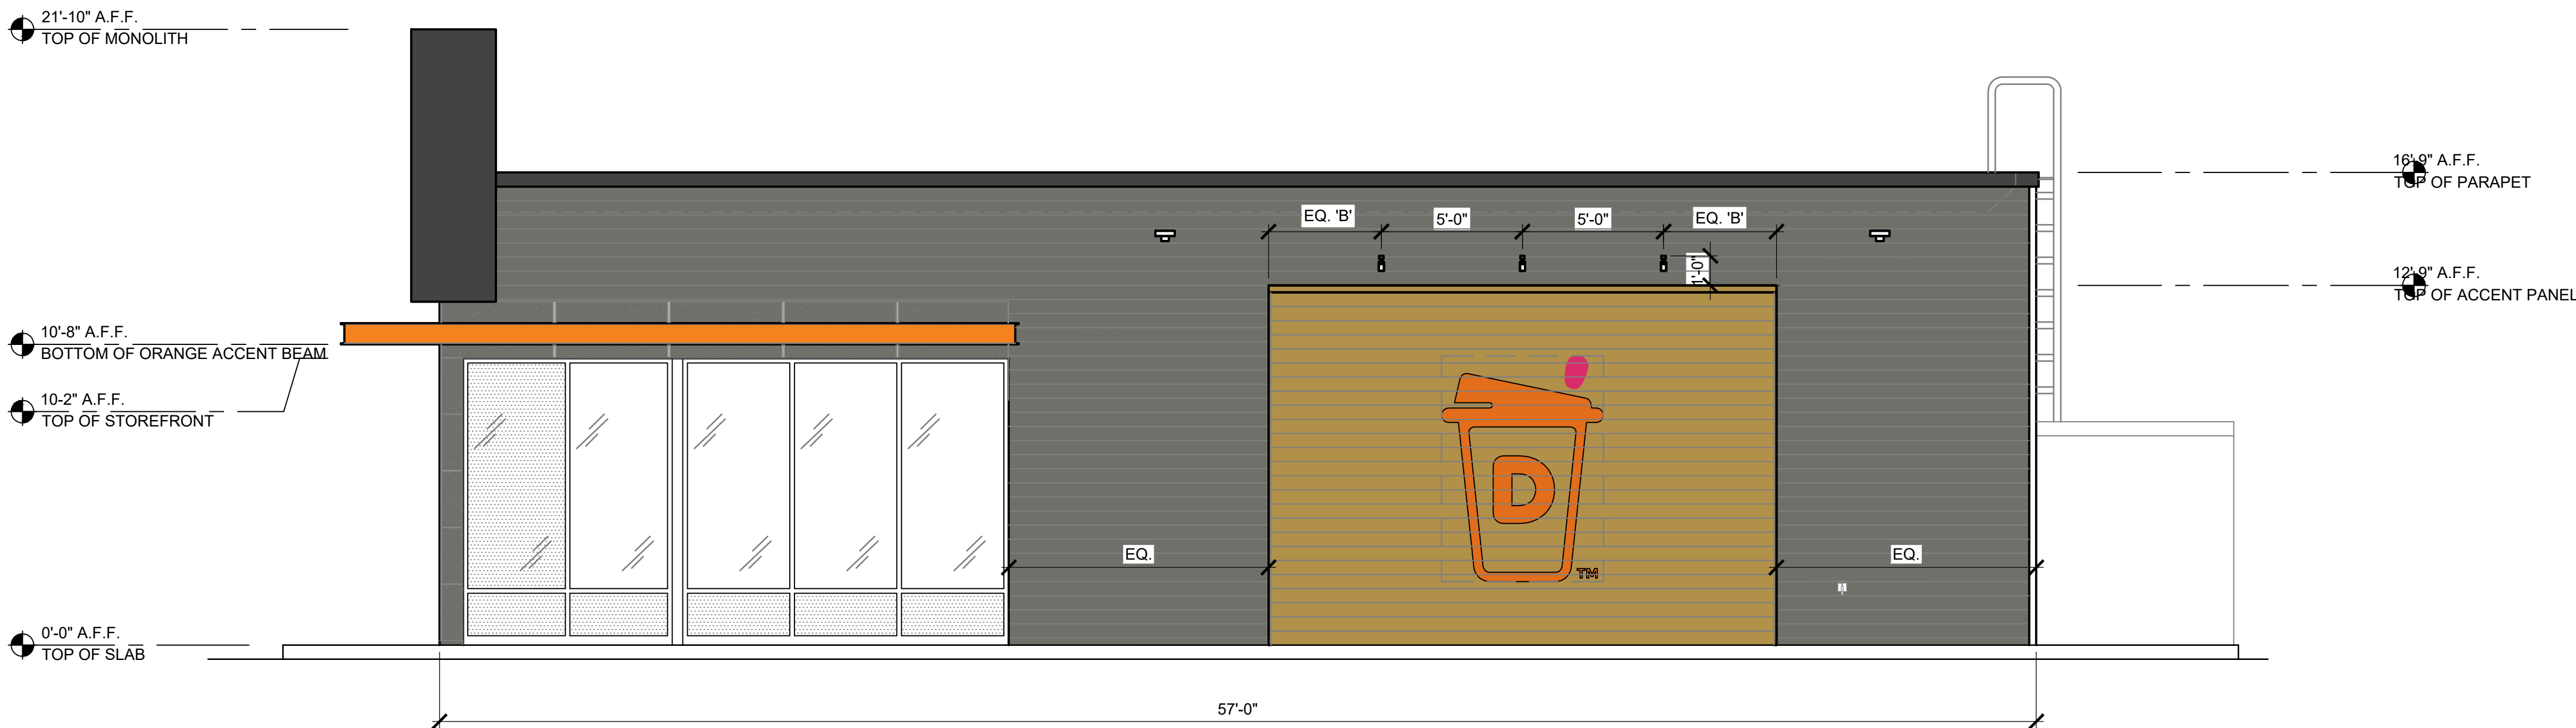 21'-10" A.F.F.
TOP OF MONOLITH
16'-9" A.F.F.
TOP OF PARAPET
EQ. 'B'
5'-0"
5'-0"
EQ. 'B'
1'-0"
12'-9" A.F.F.
TOP OF ACCENT PANEL
10'-8" A.F.F.
BOTTOM OF ORANGE ACCENT BEAM
10-2" A.F.F.
TOP OF STOREFRONT
D
TM
EQ.
EQ.
0'-0" A.F.F.
TOP OF SLAB
57'-0"